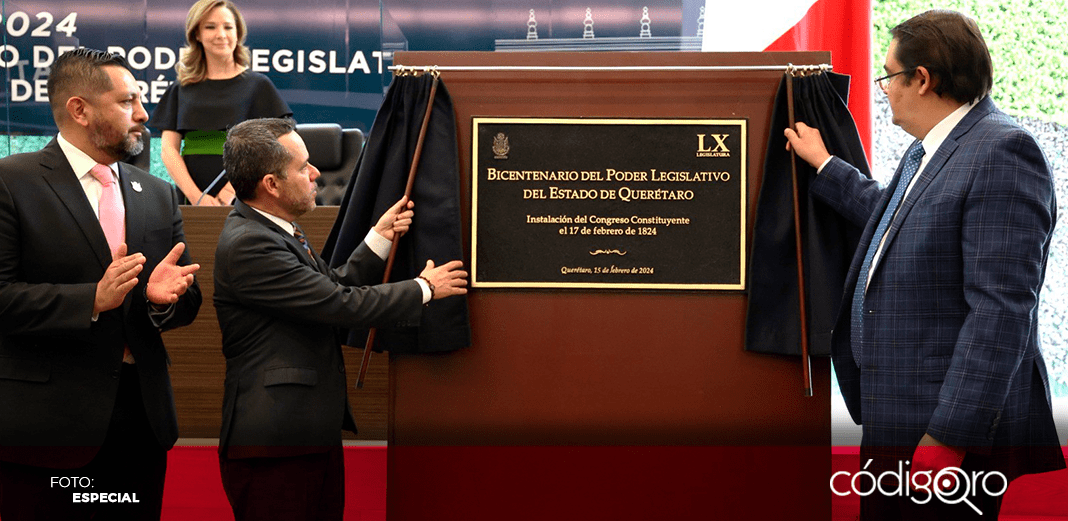 2024
O DEL PODER LEGISLAT
DE
LX
LEGISLATURA
BICENTENARIO DEL PODER LEGISLATIVO
DEL ESTADO DE QUERÉTARO
Instalación del Congreso Constituyente
el 17 de febrero de 1824
Querétaro, 15 de febrero de 2024
FOTO:
ESPECIAL
códigoqro